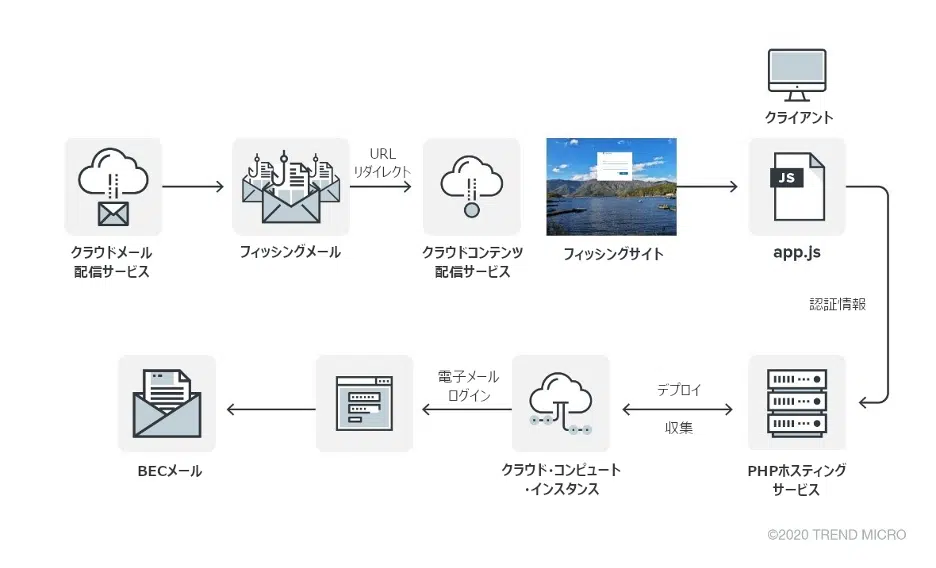 クライアント
URL
リダイレクト
JS
クラウドメール
配信サービス
フィッシングメール
クラウドコンテンツ
配信サービス
フィッシングサイト
app.js
認証情報
電子メール
ログイン
デプロイ
収集
BECメール
クラウド・コンピュート
・インスタンス
PHPホスティング
サービス
©2020 TREND MICRO